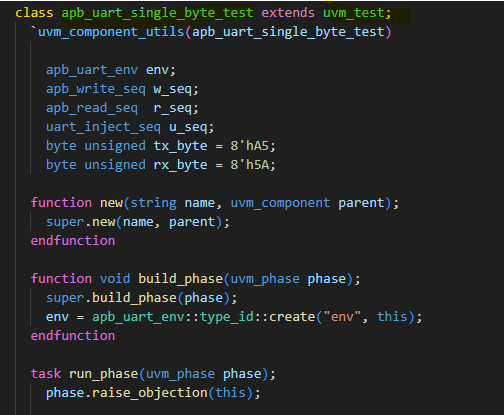 class apb_uart_single_byte_test extends uvm_test;
`uvm_component_utils(apb_uart_single_byte_test)
apb_uart_env env;
apb_write_seq w_seq;
apb_read_seq  r_seq;
uart_inject_seq u_seq;
byte unsigned tx_byte = 8'hA5;
byte unsigned rx_byte = 8'h5A;
function new(string name, uvm_component parent);
super.new(name, parent);
endfunction
function void build_phase(uvm_phase phase);
super.build_phase(phase);
env = apb_uart_env::type_id::create("env", this);
endfunction
task run_phase(uvm_phase phase);
phase.raise_objection(this);